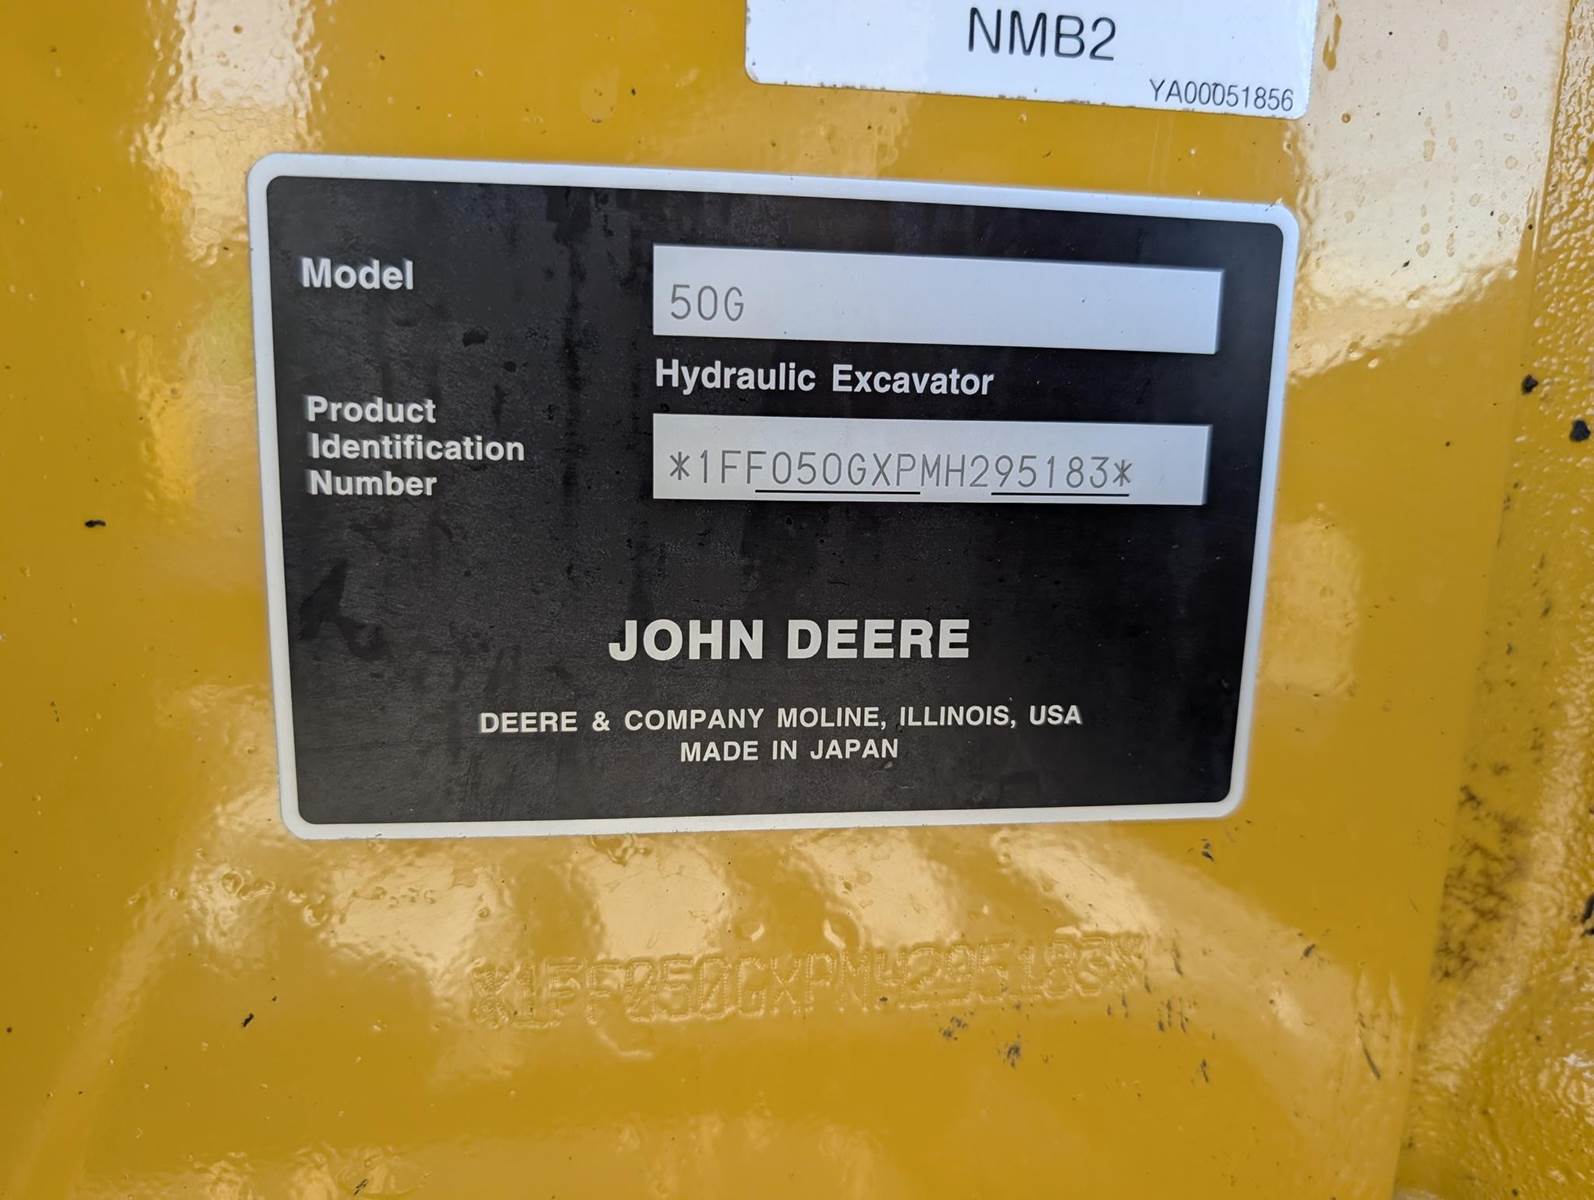 NMB2
YA00051856
Model
50G
Hydraulic Excavator
Product
Identification
Number
*1FF050GXPMH295183*
JOHN DEERE
DEERE & COMPANY MOLINE, ILLINOIS, USA
MADE IN JAPAN
*1FF050GXPMH295183*